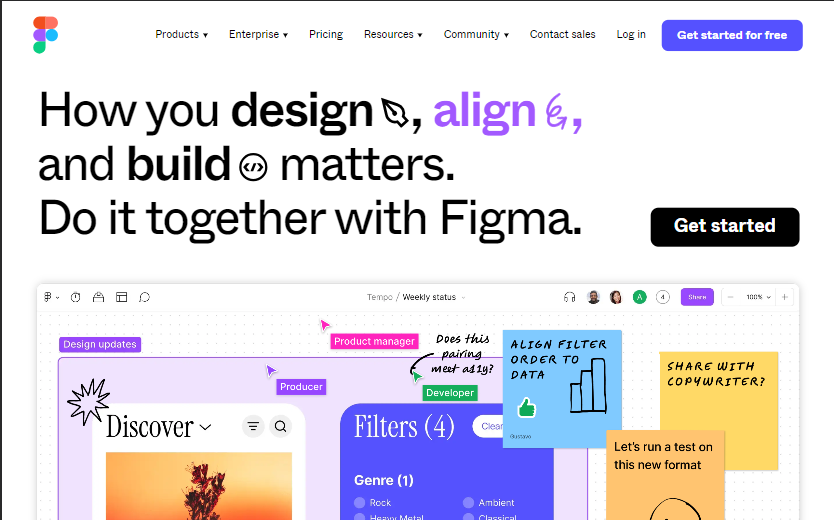 Products Enterprise Pricing Resources Community Contact sales Log in Get started for free
How you design, align,
and build </> matters.
Do it together with Figma.
Get started
Tempo / Weekly status
A
4
Share
100%
Design updates
Product manager
Producer
Does this
pairing
meet a11y?
Developer
ALIGN FILTER
ORDER TO
DATA
Gustavo
SHARE WITH
COPYWRITER?
Let's run a test on
this new format
Discover
Filters (4)
Clear
Genre (1)
Rock
Ambient
Heavy Metal
Classical